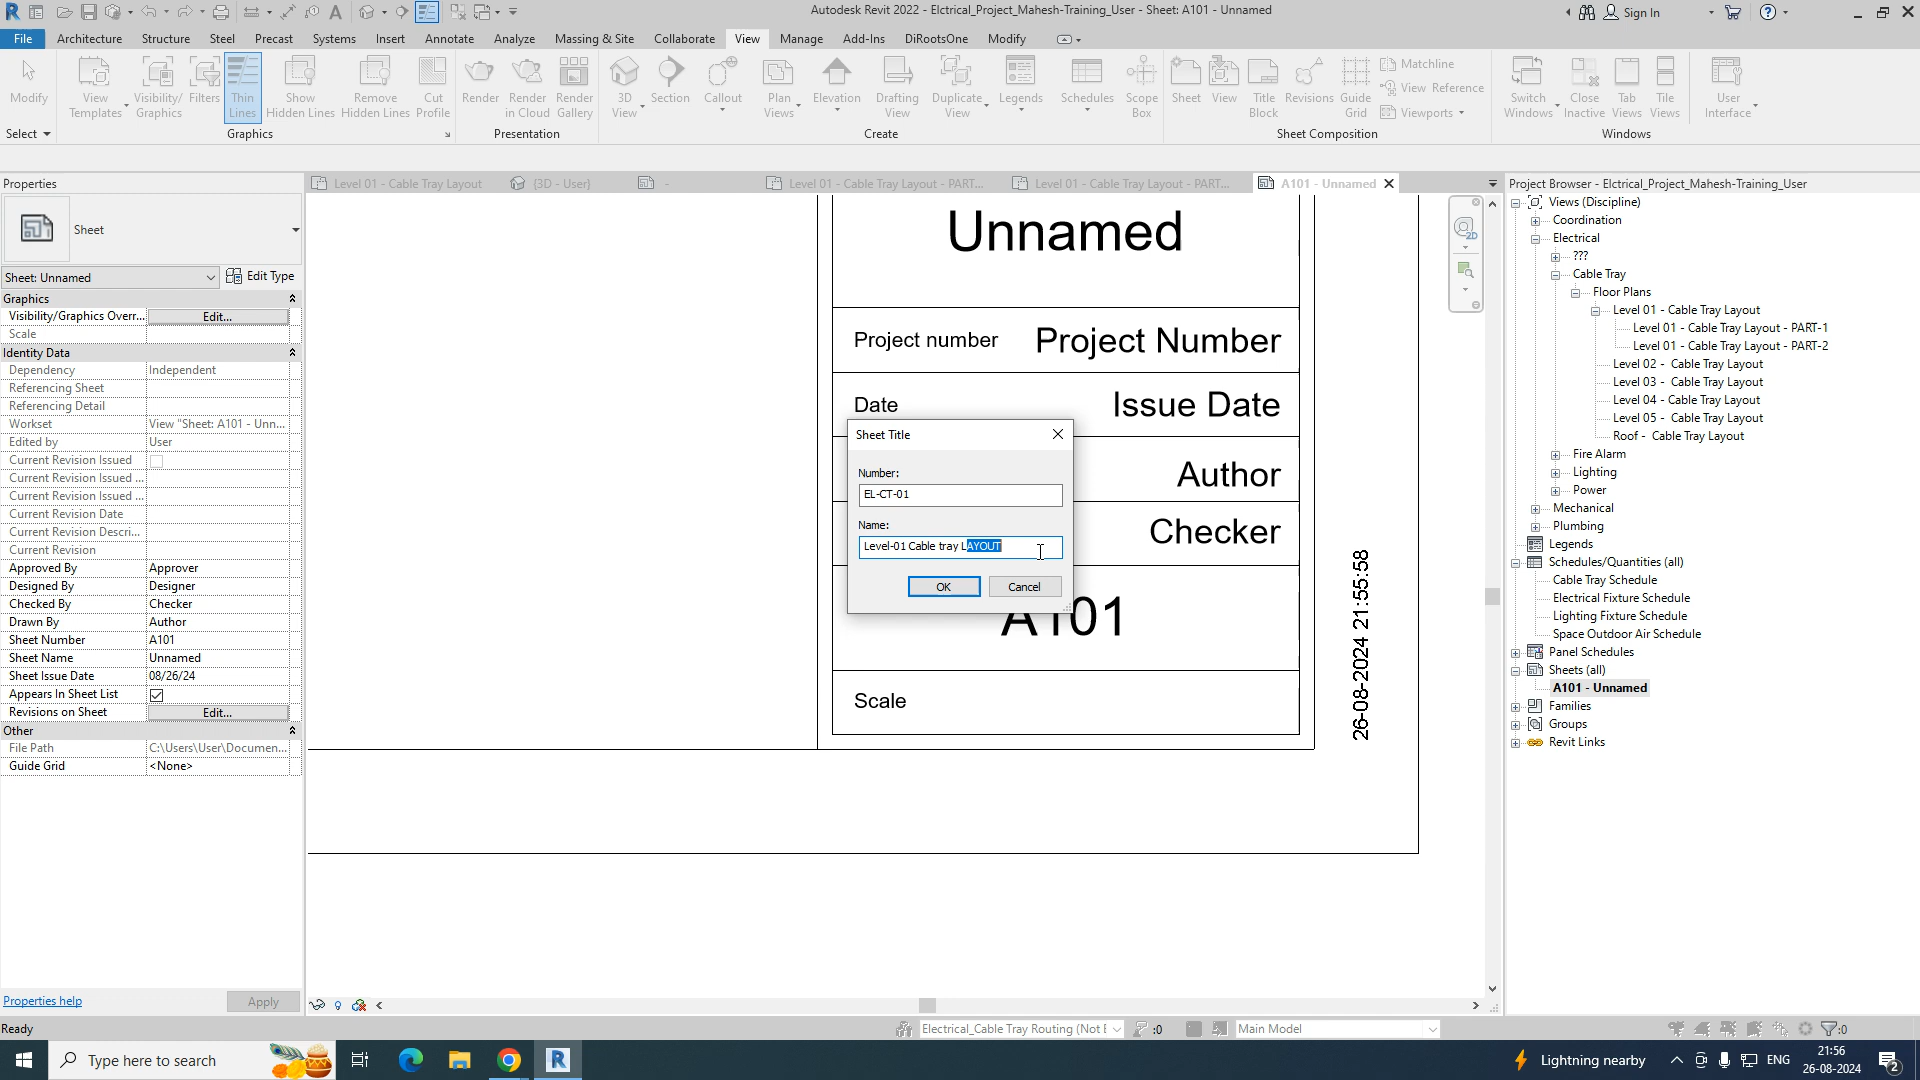 Autodesk Revit 2022 - Elctrical_Project_Mahesh-Training_User - Sheet: A101 - Unnamed
Sign In
File Architecture Structure Steel Precast Systems Insert Annotate Analyze Massing & Site Collaborate View Manage Add-Ins DiRootsOne Modify
Modify
View Templates
Visibility/ Graphics
Filters
Thin Lines
Show Hidden Lines
Remove Hidden Lines
Cut Profile
Render
Render in Cloud
Render Gallery
3D View
Section
Callout
Plan Views
Elevation
Drafting View
Duplicate View
Legends
Schedules
Scope Box
Sheet
View
Title Block
Revisions
Guide Grid
Matchline
View Reference
Viewports
Switch Windows
Close Inactive
Tab Views
Tile Views
User Interface
Select Graphics Presentation Create Sheet Composition Windows
Properties
Sheet
Sheet: Unnamed
Edit Type
Graphics
Visibility/Graphics Overr... Edit...
Scale
Identity Data
Dependency Independent
Referencing Sheet
Referencing Detail
Workset View "Sheet: A101 - Unn...
Edited by User
Current Revision Issued
Current Revision Issued ...
Current Revision Issued ...
Current Revision Date
Current Revision Descri...
Current Revision
Approved By Approver
Designed By Designer
Checked By Checker
Drawn By Author
Sheet Number A101
Sheet Name Unnamed
Sheet Issue Date 08/26/24
Appears In Sheet List
Revisions on Sheet Edit...
Other
File Path C:\Users\User\Documen...
Guide Grid <None>
Properties help
Apply
Level 01 - Cable Tray Layout
{3D - User}
-
Level 01 - Cable Tray Layout - PART...
Level 01 - Cable Tray Layout - PART...
A101 - Unnamed
Unnamed
Project number Project Number
Date Issue Date
Author
Checker
A101
Scale
26-08-2024 21:55:58
Sheet Title
Number:
EL-CT-01
Name:
Level-01 Cable tray LAYOUT
OK Cancel
2D
Project Browser - Elctrical_Project_Mahesh-Training_User
Views (Discipline)
Coordination
Electrical
???
Cable Tray
Floor Plans
Level 01 - Cable Tray Layout
Level 01 - Cable Tray Layout - PART-1
Level 01 - Cable Tray Layout - PART-2
Level 02 - Cable Tray Layout
Level 03 - Cable Tray Layout
Level 04 - Cable Tray Layout
Level 05 - Cable Tray Layout
Roof - Cable Tray Layout
Fire Alarm
Lighting
Power
Mechanical
Plumbing
Legends
Schedules/Quantities (all)
Cable Tray Schedule
Electrical Fixture Schedule
Lighting Fixture Schedule
Space Outdoor Air Schedule
Panel Schedules
Sheets (all)
A101 - Unnamed
Families
Groups
Revit Links
Ready
Electrical_Cable Tray Routing (Not E
:0
Main Model
:0
Type here to search
Lightning nearby
ENG
21:56
26-08-2024
2